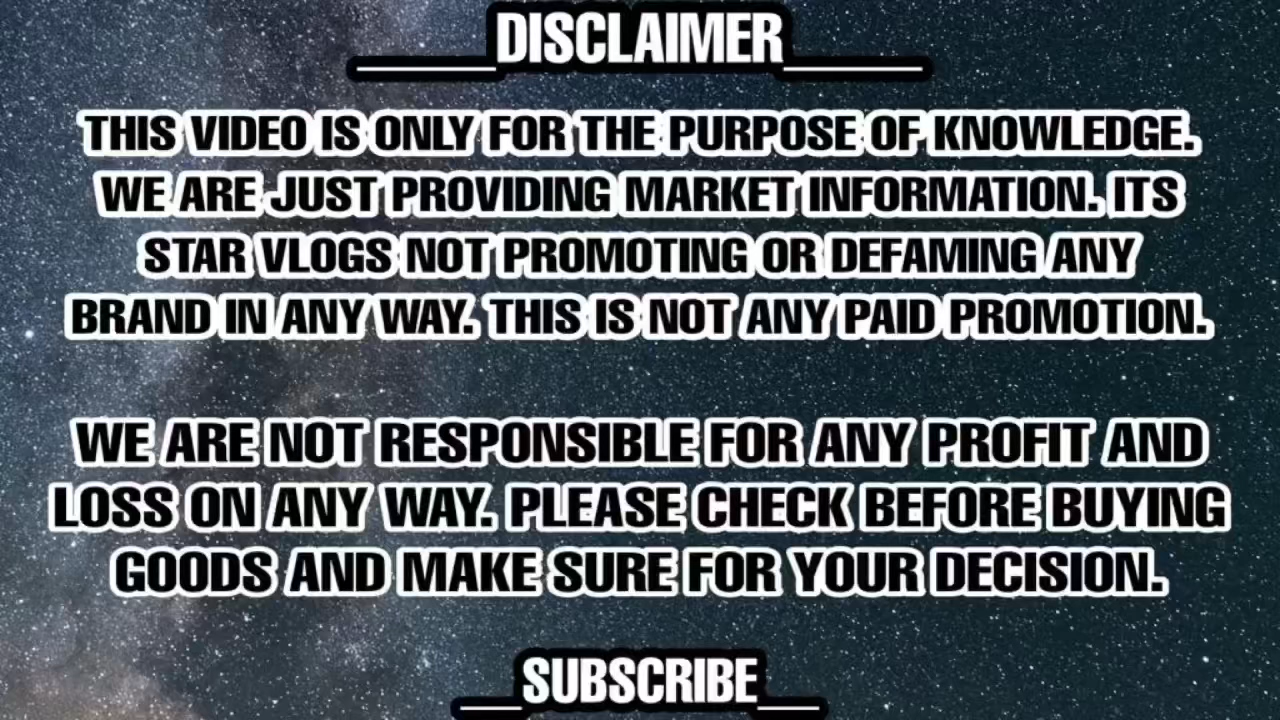 _____DISCLAIMER_____
THIS VIDEO IS ONLY FOR THE PURPOSE OF KNOWLEDGE.
WE ARE JUST PROVIDING MARKET INFORMATION. ITS
STAR VLOGS NOT PROMOTING OR DEFAMING ANY
BRAND IN ANY WAY. THIS IS NOT ANY PAID PROMOTION.
WE ARE NOT RESPONSIBLE FOR ANY PROFIT AND
LOSS ON ANY WAY. PLEASE CHECK BEFORE BUYING
GOODS AND MAKE SURE FOR YOUR DECISION.
__SUBSCRIBE__